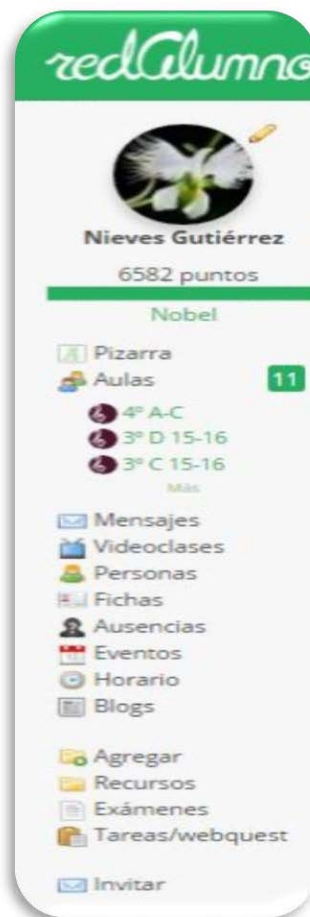 redAlumno
Nieves Gutiérrez
6582 puntos
Nobel
Pizarra
Aulas 11
4º A-C
3º D 15-16
3º C 15-16
Más
Mensajes
Videoclases
Personas
Fichas
Ausencias
Eventos
Horario
Blogs
Agregar
Recursos
Exámenes
Tareas/webquest
Invitar